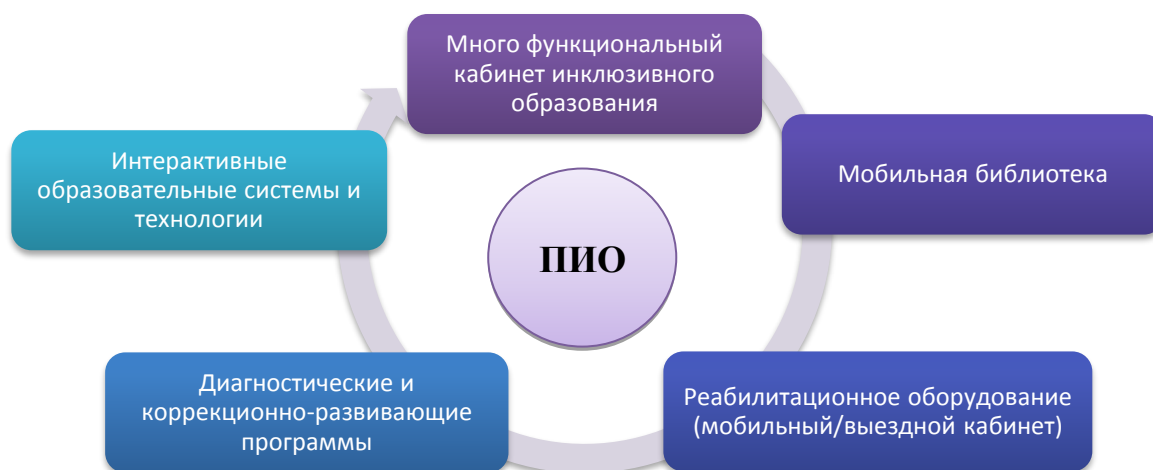 Много функциональный
кабинет инклюзивного
образования
Мобильная библиотека
Реабилитационное оборудование
(мобильный/выездной кабинет)
Диагностические и
коррекционно-развивающие
программы
Интерактивные
образовательные системы и
технологии
ПИО